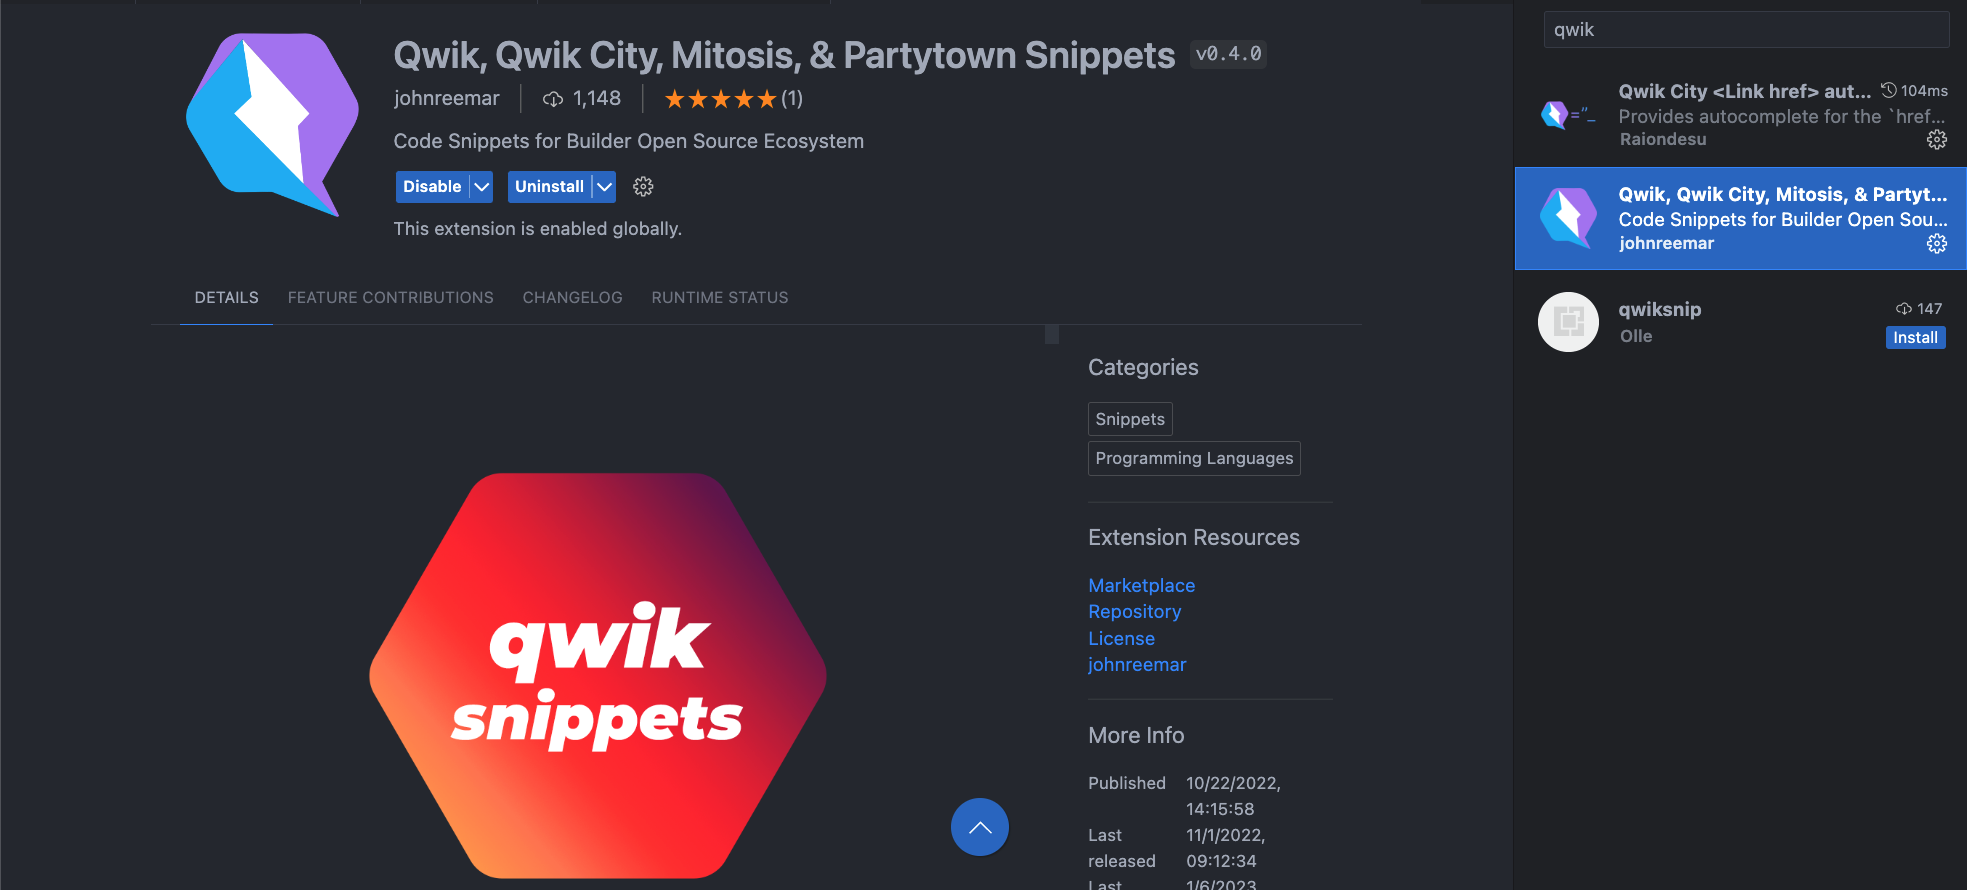 Qwik, Qwik City, Mitosis, & Partytown Snippets v0.4.0
johnreemar 1,148 (1)
Code Snippets for Builder Open Source Ecosystem
Disable Uninstall
This extension is enabled globally.
DETAILS FEATURE CONTRIBUTIONS CHANGELOG RUNTIME STATUS
qwik
snippets
Categories
Snippets
Programming Languages
Extension Resources
Marketplace
Repository
License
johnreemar
More Info
Published 10/22/2022,
14:15:58
Last 11/1/2022,
released 09:12:34
Last 1/6/2023
qwik
Qwik City <Link href> aut... 104ms
Provides autocomplete for the `href...
Raiondesu
Qwik, Qwik City, Mitosis, & Partyt...
Code Snippets for Builder Open Sou...
johnreemar
qwiksnip 147
Olle Install